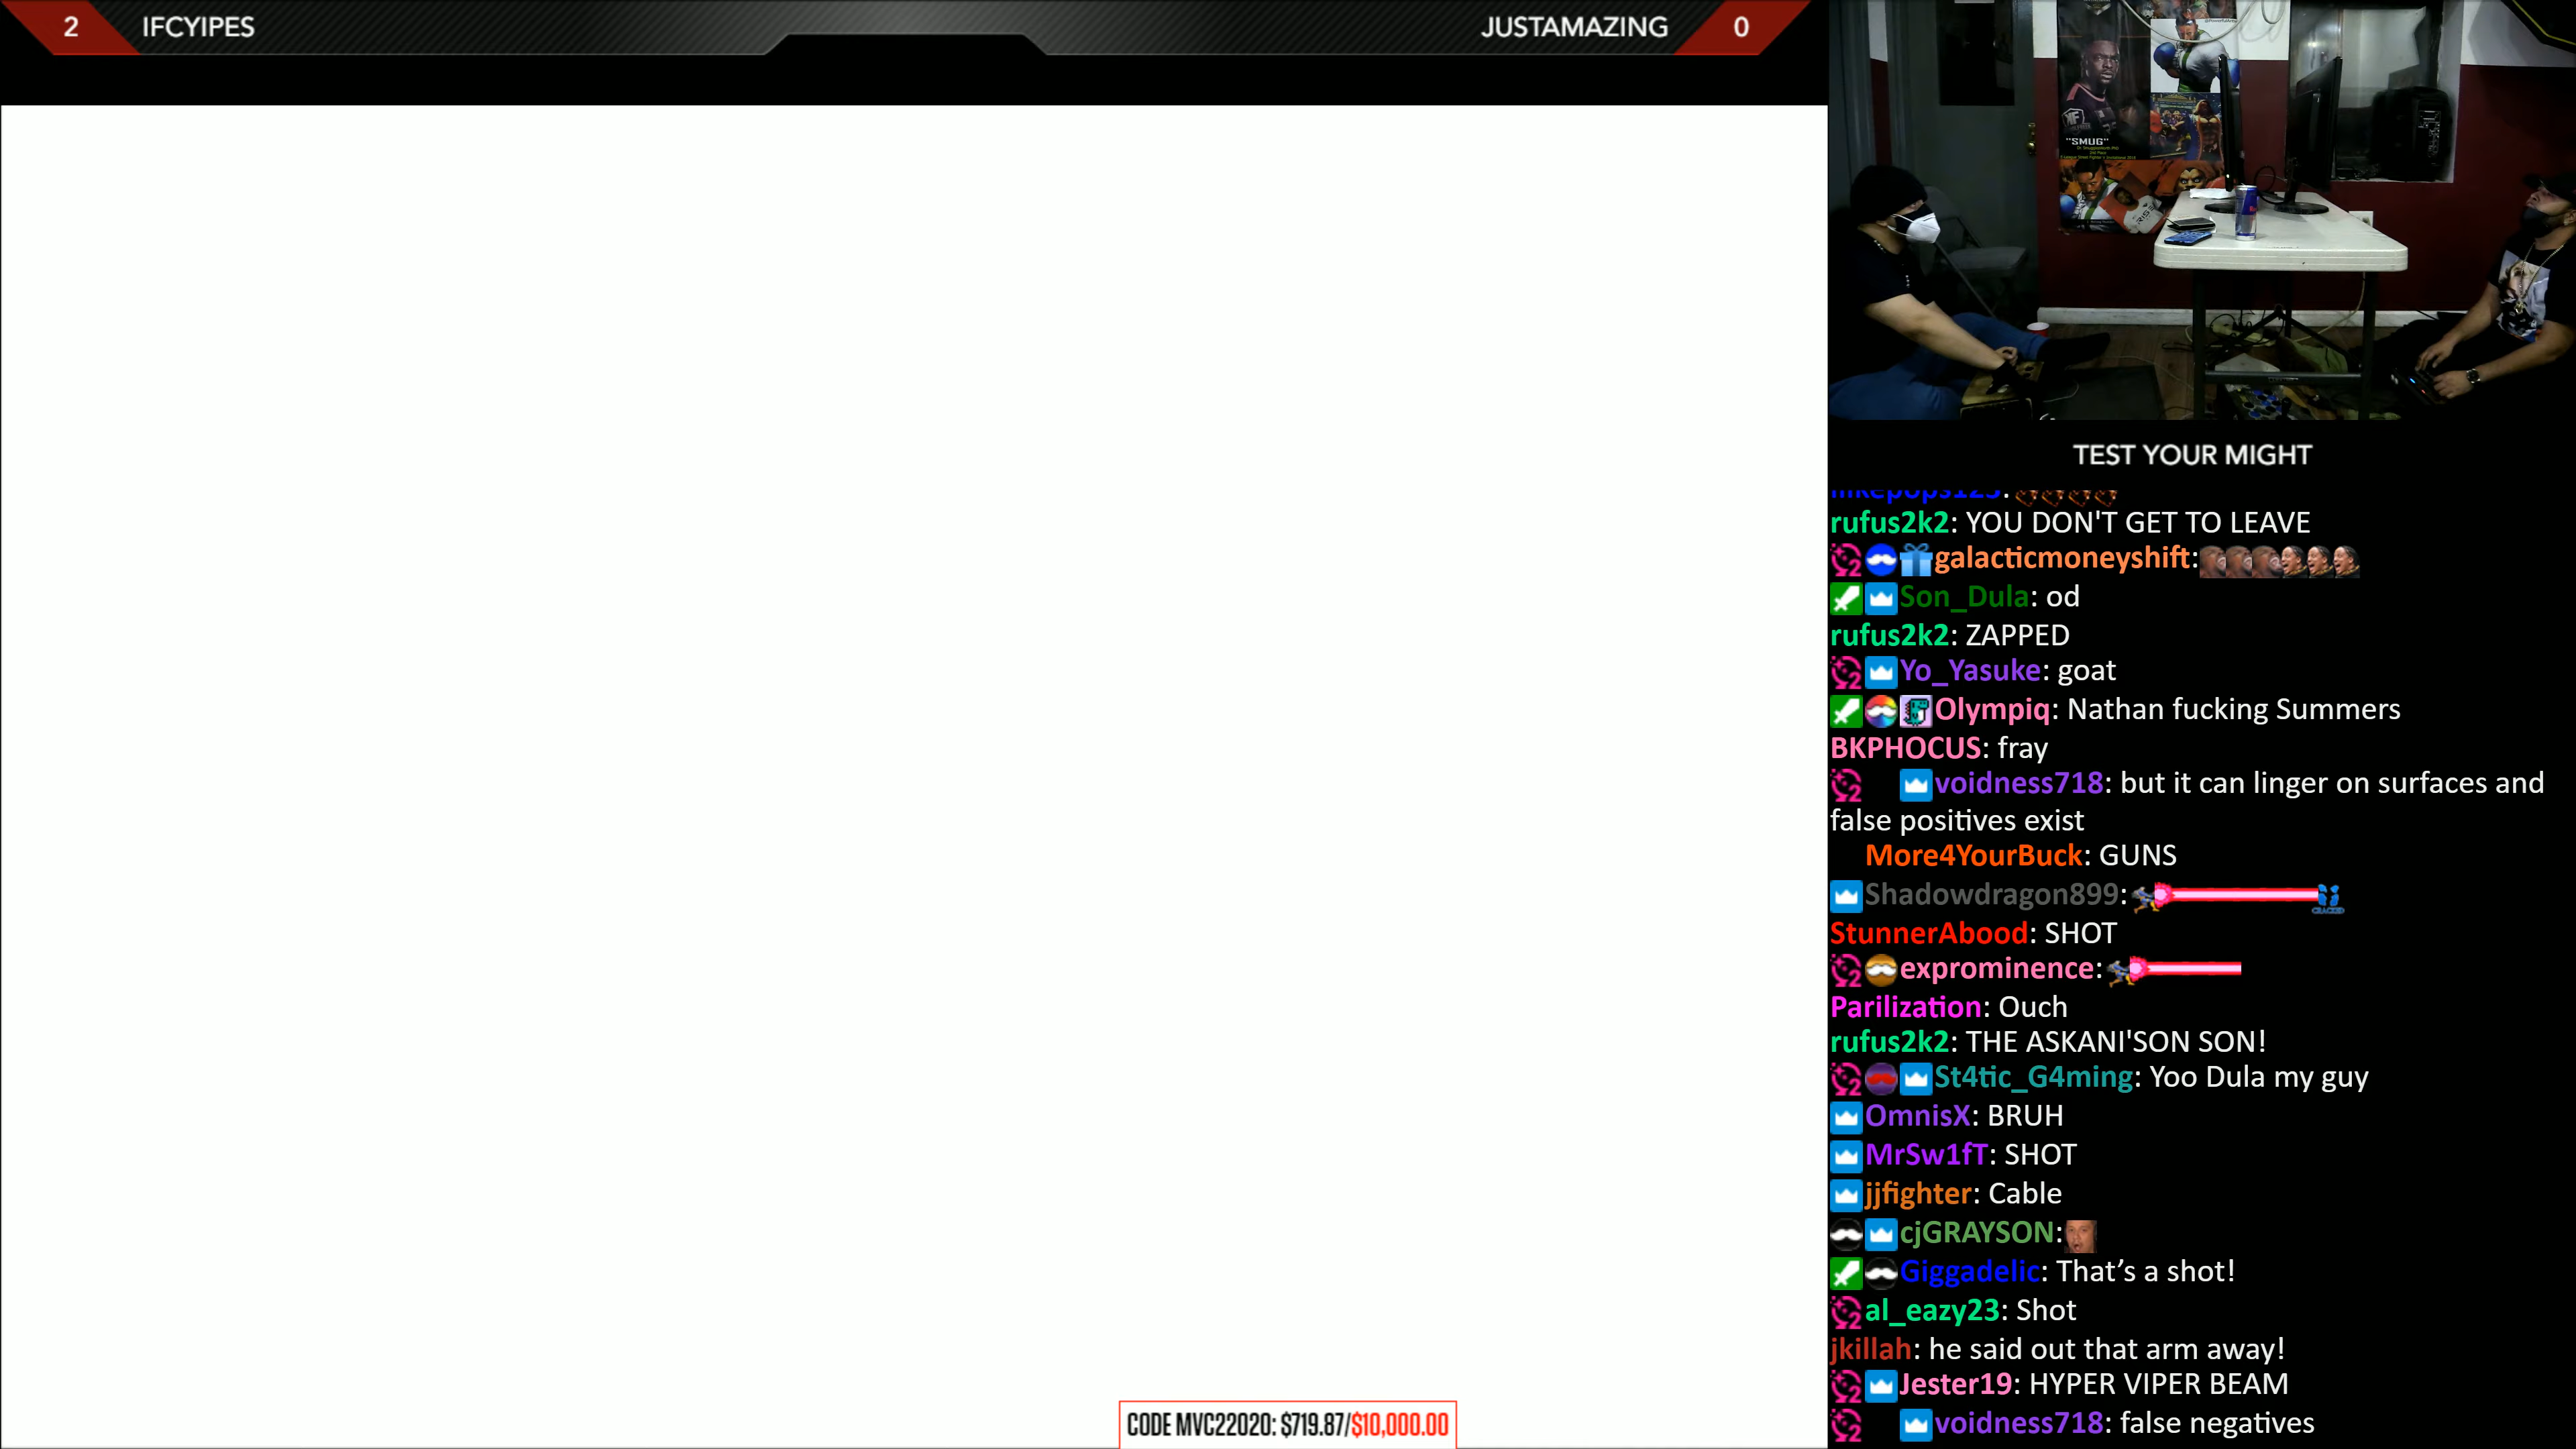 2 IFCYIPES JUSTAMAZING 0
"SMUG"
TEST YOUR MIGHT
rufus2k2: YOU DON'T GET TO LEAVE
galacticmoneyshift:
Son_Dula: od
rufus2k2: ZAPPED
Yo_Yasuke: goat
Olympiq: Nathan fucking Summers
BKPHOCUS: fray
voidness718: but it can linger on surfaces and
false positives exist
More4YourBuck: GUNS
Shadowdragon899:
CRACKED
StunnerAbood: SHOT
exprominence:
Parilization: Ouch
rufus2k2: THE ASKANI'SON SON!
St4tic_G4ming: Yoo Dula my guy
OmnisX: BRUH
MrSw1fT: SHOT
jjfighter: Cable
cjGRAYSON:
Giggadelic: That’s a shot!
al_eazy23: Shot
jkillah: he said out that arm away!
Jester19: HYPER VIPER BEAM
voidness718: false negatives
CODE MVC22020: $719.87/$10,000.00